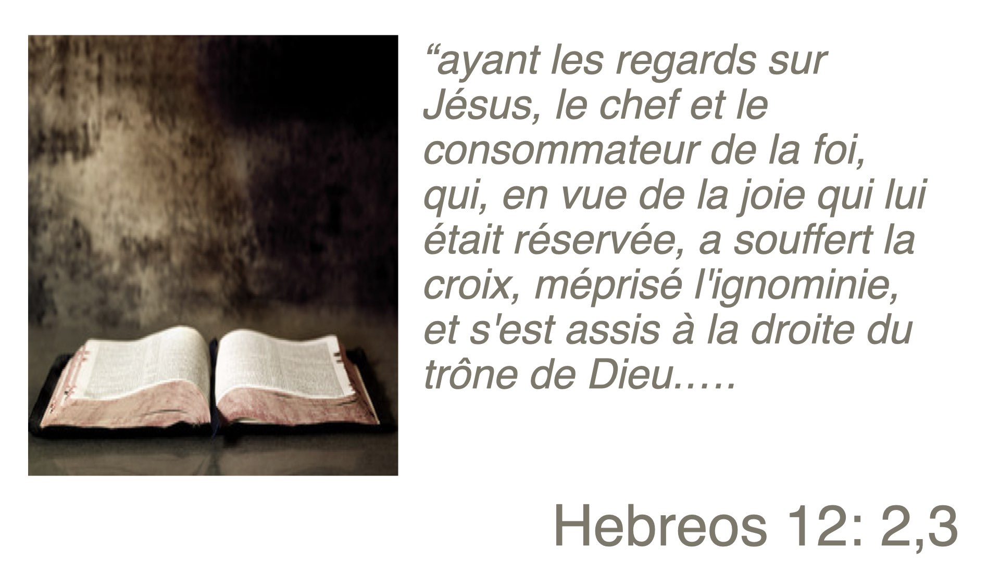 “ayant les regards sur
Jésus, le chef et le
consommateur de la foi,
qui, en vue de la joie qui lui
était réservée, a souffert la
croix, méprisé l'ignominie,
et s'est assis à la droite du
trône de Dieu.….
Hebreos 12: 2,3